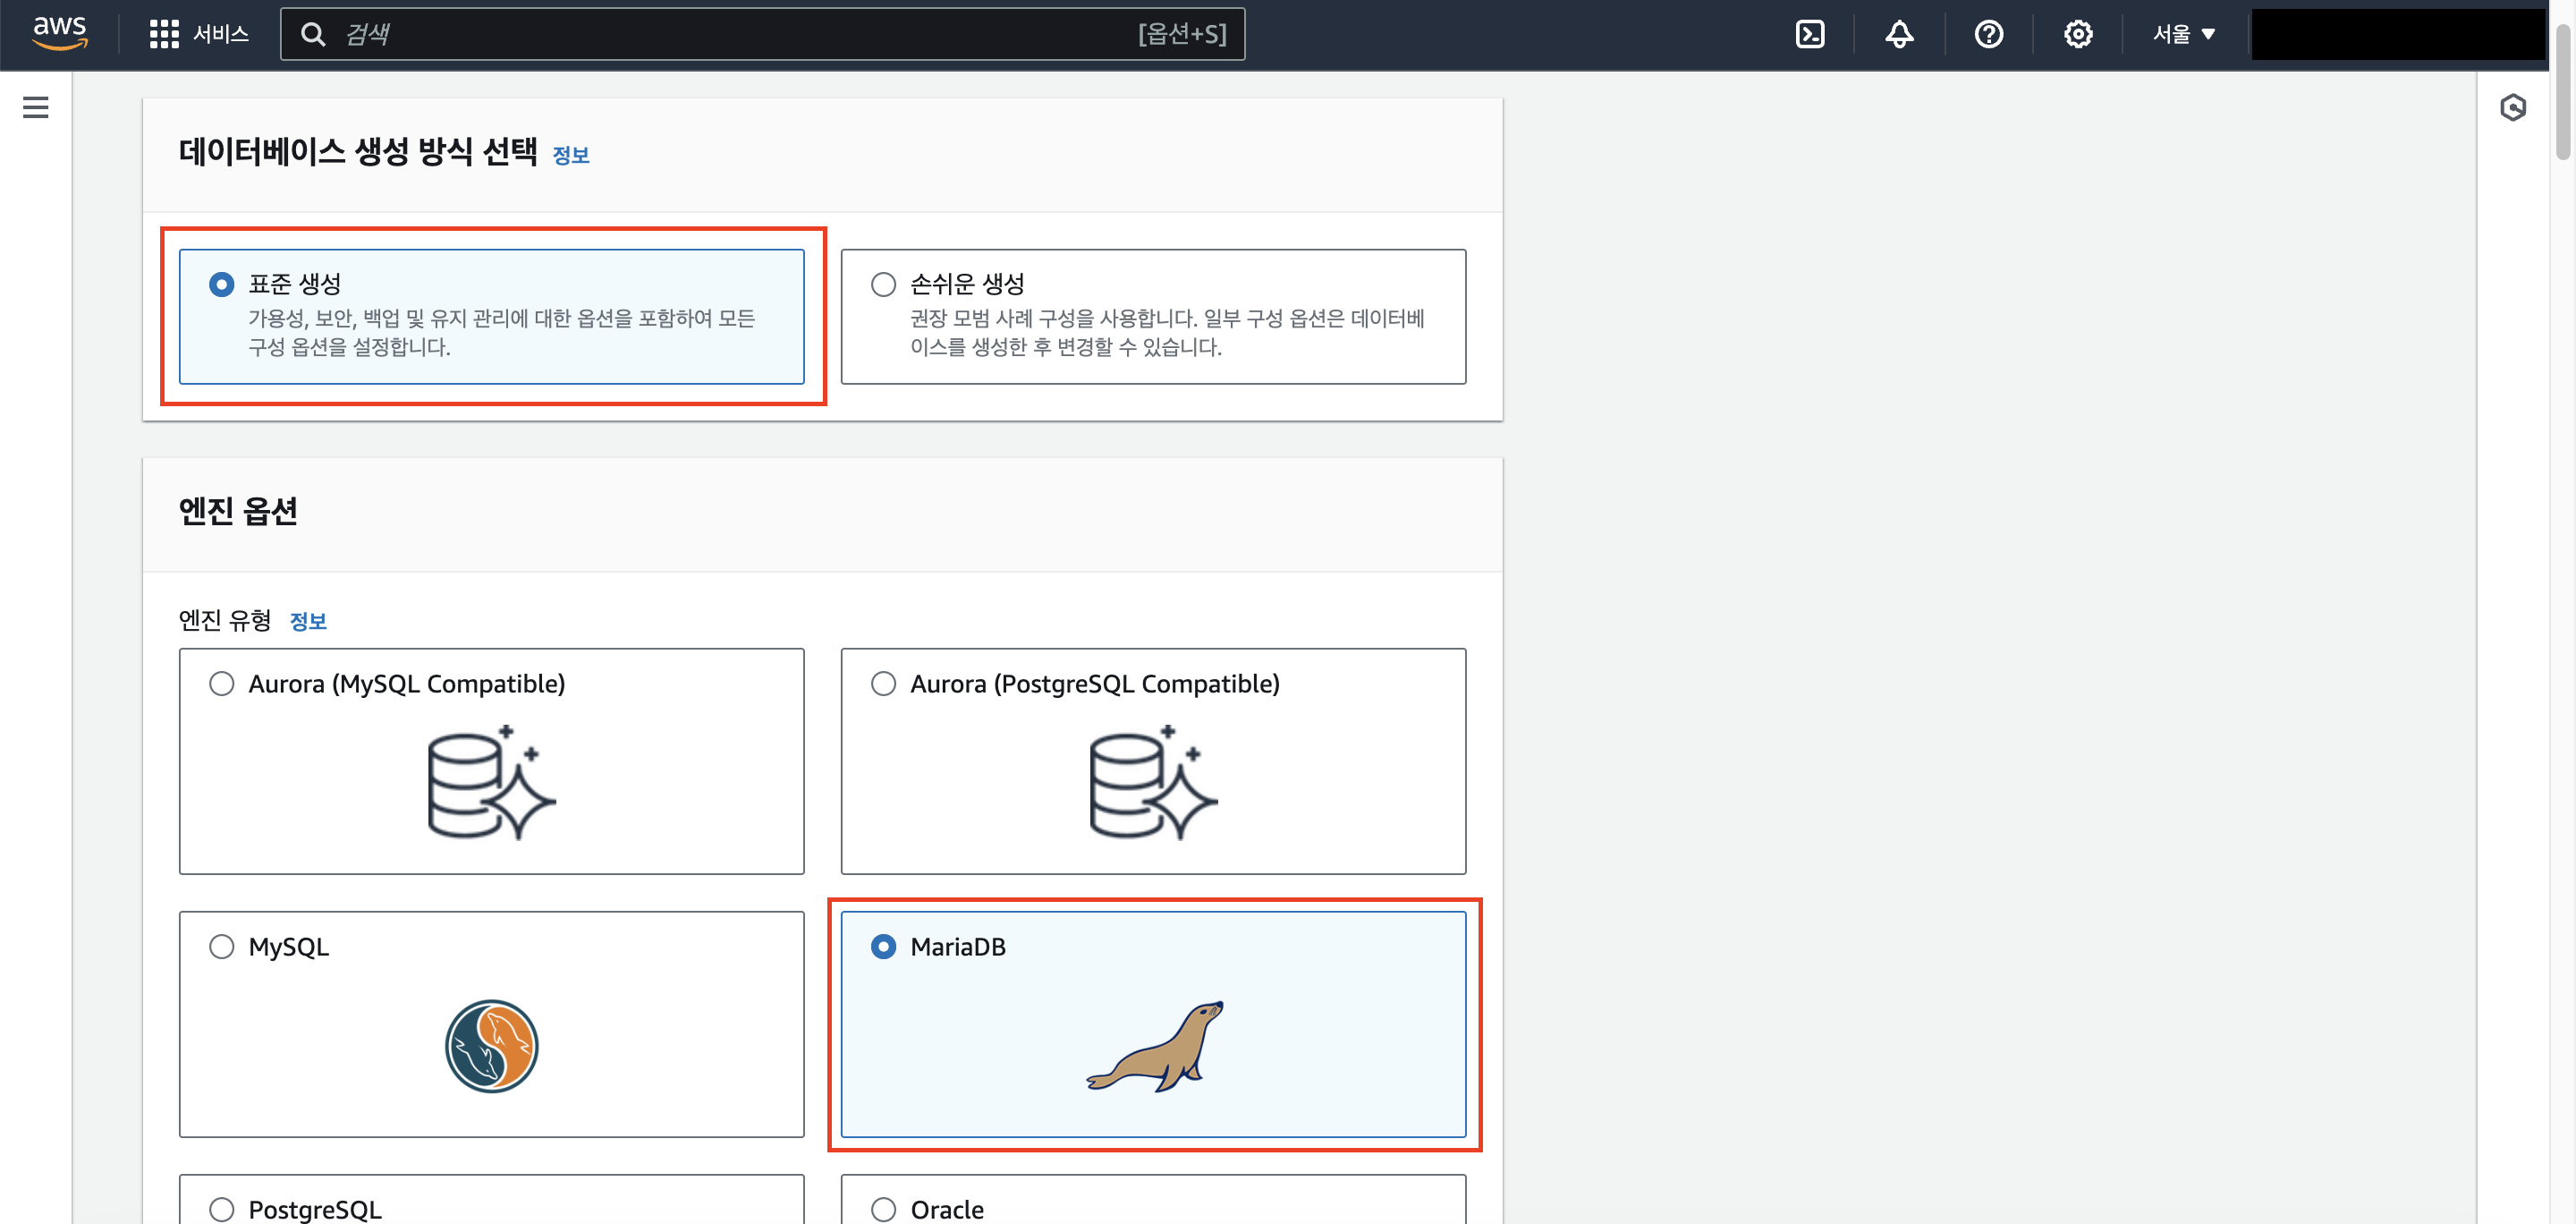 aws 서비스 검색 [옵션+S] 서울
데이터베이스 생성 방식 선택 정보
표준 생성
가용성, 보안, 백업 및 유지 관리에 대한 옵션을 포함하여 모든
구성 옵션을 설정합니다.
손쉬운 생성
권장 모범 사례 구성을 사용합니다. 일부 구성 옵션은 데이터베
이스를 생성한 후 변경할 수 있습니다.
엔진 옵션
엔진 유형 정보
Aurora (MySQL Compatible)
Aurora (PostgreSQL Compatible)
MySQL
MariaDB
PostgreSQL
Oracle